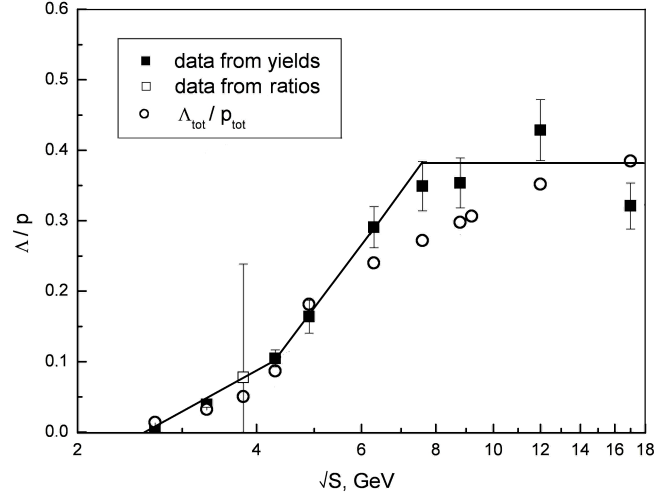 0.6
0.5
0.4
0.3
0.2
0.1
0.0
Λ / p
data from yields
data from ratios
Λtot / ptot
2 4 6 8 10 12 14 16 18
√S, GeV